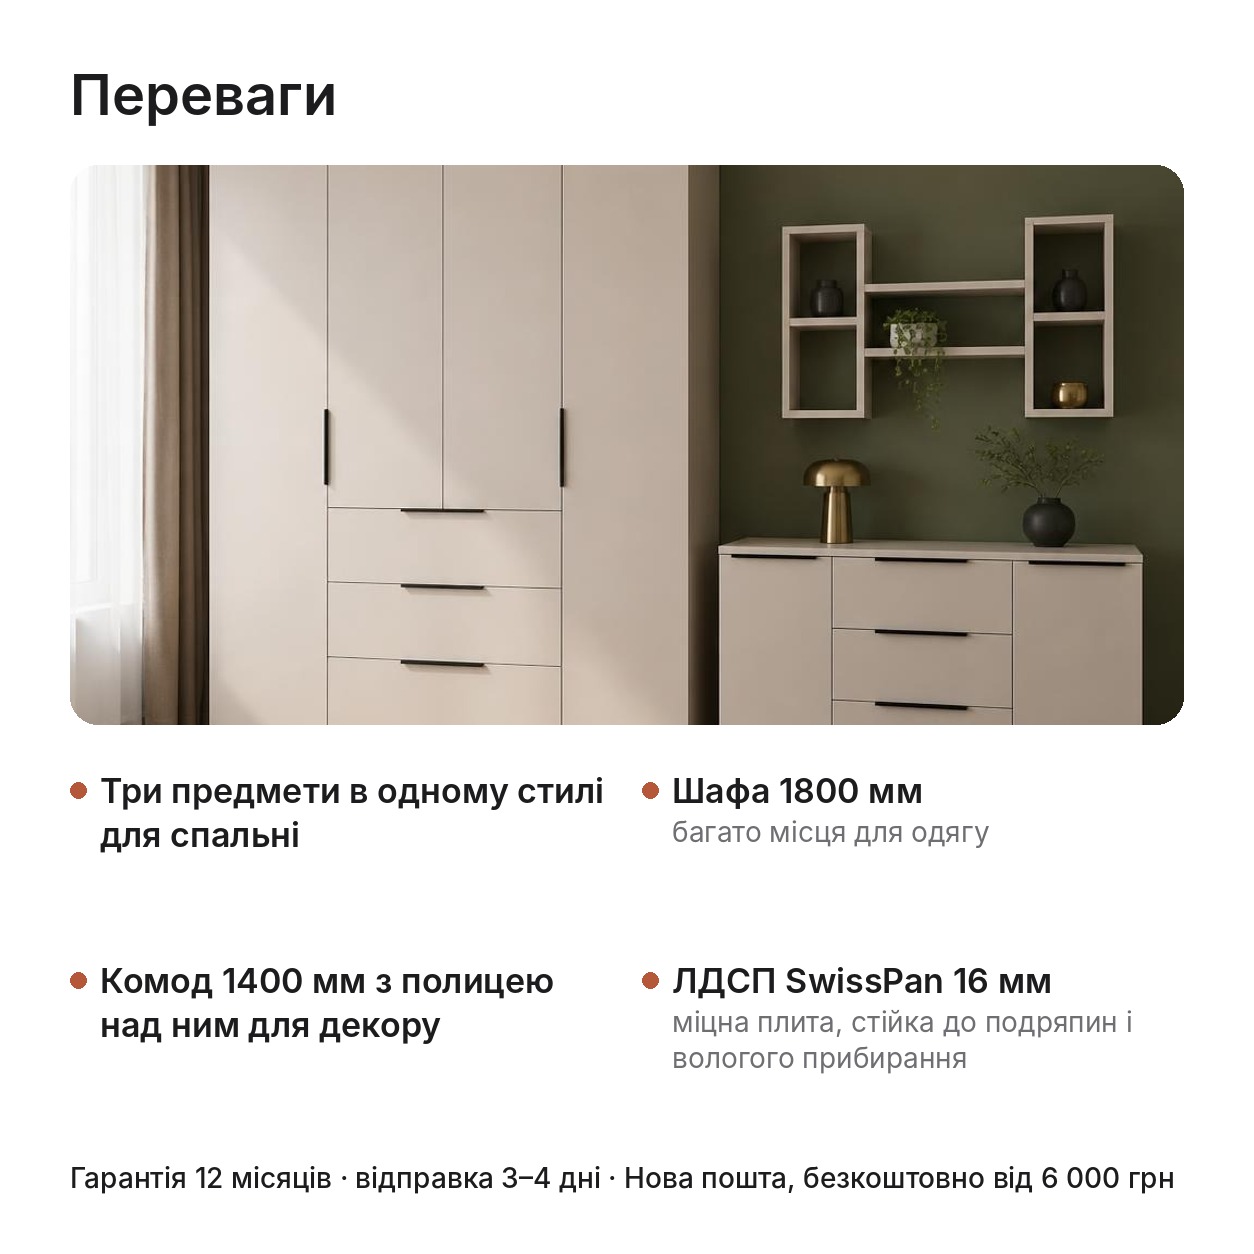 Переваги
Три предмети в одному стилі
для спальні
Шафа 1800 мм
багато місця для одягу
Комод 1400 мм з полицею
над ним для декору
ЛДСП SwissPan 16 мм
міцна плита, стійка до подряпин і
вологого прибирання
Гарантія 12 місяців · відправка 3–4 дні · Нова пошта, безкоштовно від 6 000 грн